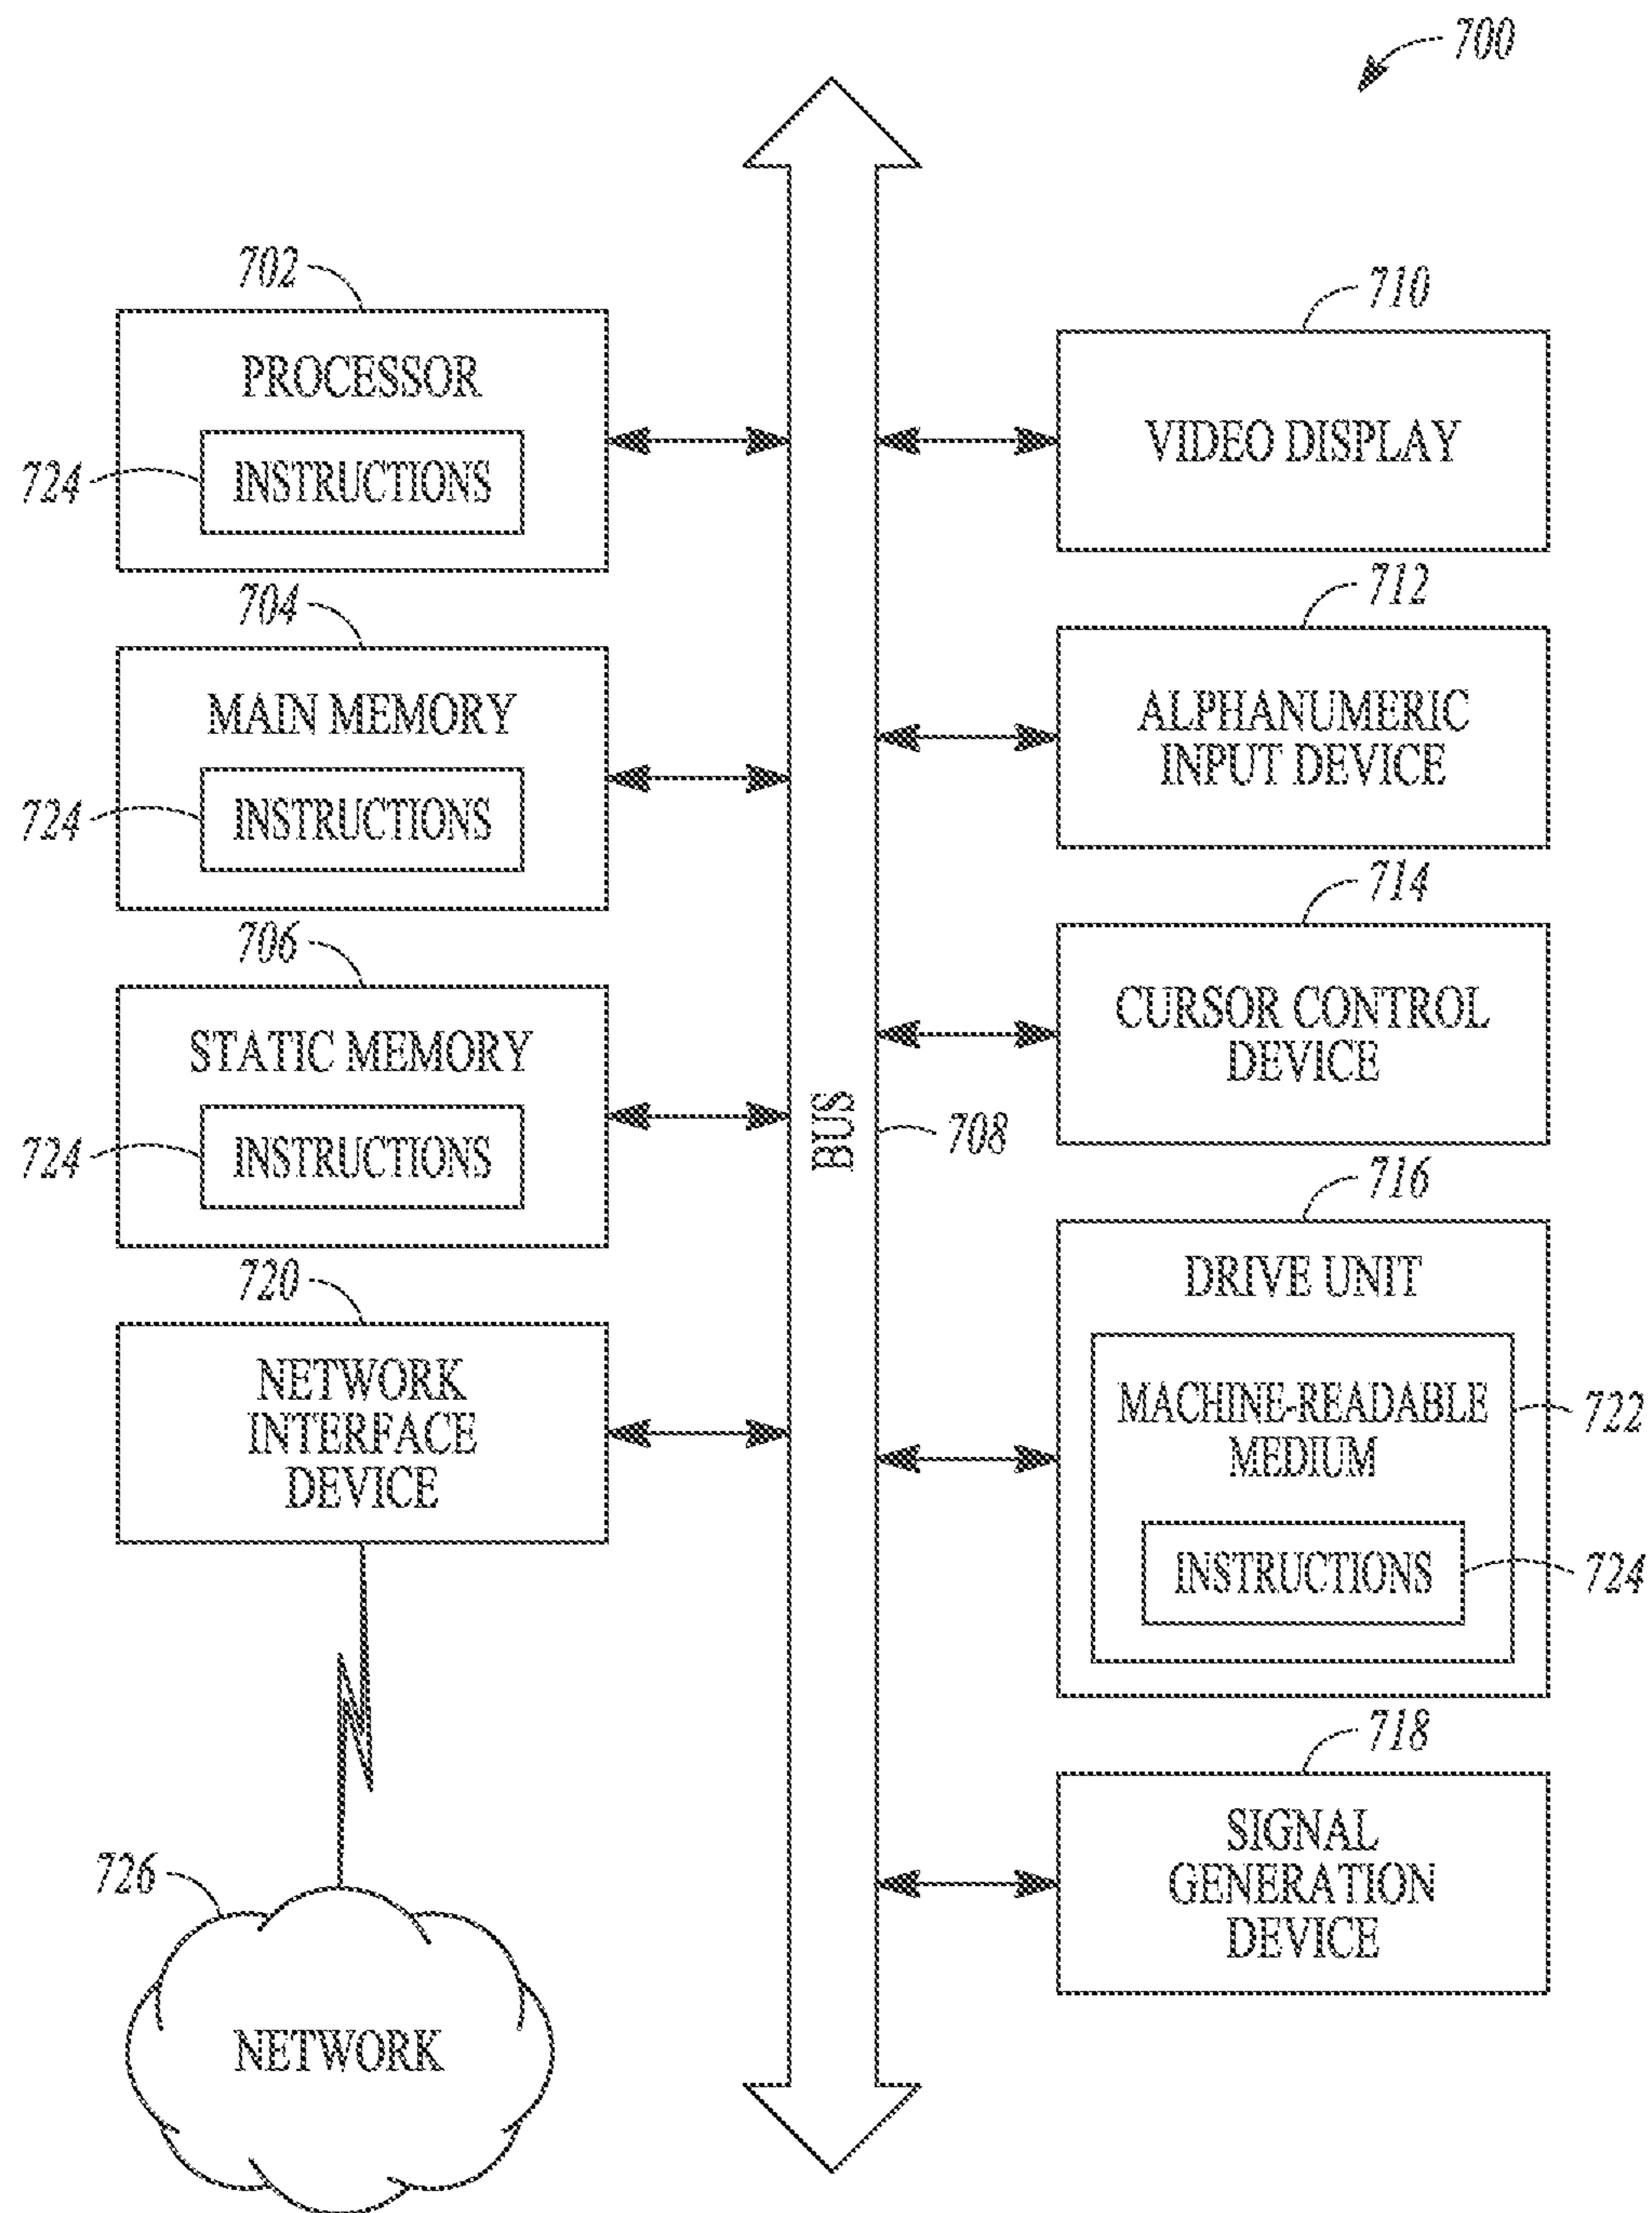 700
702
PROCESSOR
724
INSTRUCTIONS
704
MAIN MEMORY
724
INSTRUCTIONS
706
STATIC MEMORY
724
INSTRUCTIONS
720
NETWORK
INTERFACE
DEVICE
726
NETWORK
BUS
708
710
VIDEO DISPLAY
712
ALPHANUMERIC
INPUT DEVICE
714
CURSOR CONTROL
DEVICE
716
DRIVE UNIT
MACHINE-READABLE
MEDIUM
722
INSTRUCTIONS
724
718
SIGNAL
GENERATION
DEVICE